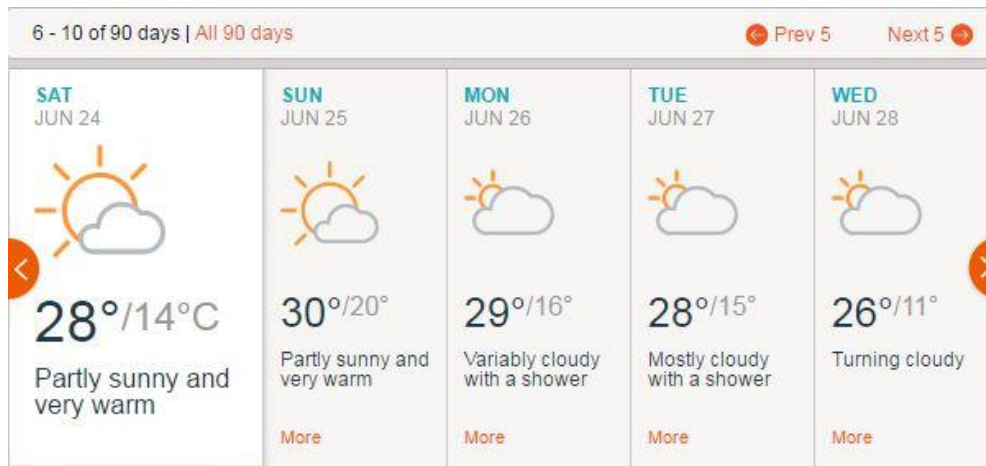 6 - 10 of 90 days | All 90 days
Prev 5
Next 5
SAT
JUN 24
28°/14°C
Partly sunny and
very warm
SUN
JUN 25
30°/20°
Partly sunny and
very warm
More
MON
JUN 26
29°/16°
Variably cloudy
with a shower
More
TUE
JUN 27
28°/15°
Mostly cloudy
with a shower
More
WED
JUN 28
26°/11°
Turning cloudy
More